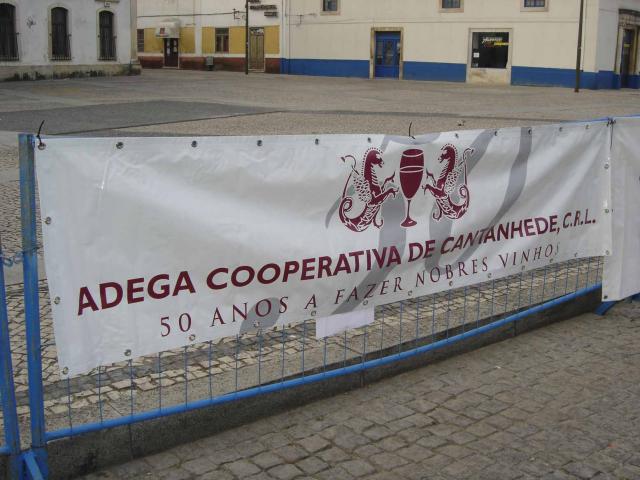 ADEGA COOPERATIVA DE CANTANHEDE, C.R.L.
50 ANOS A FAZER NOBRES VINHOS